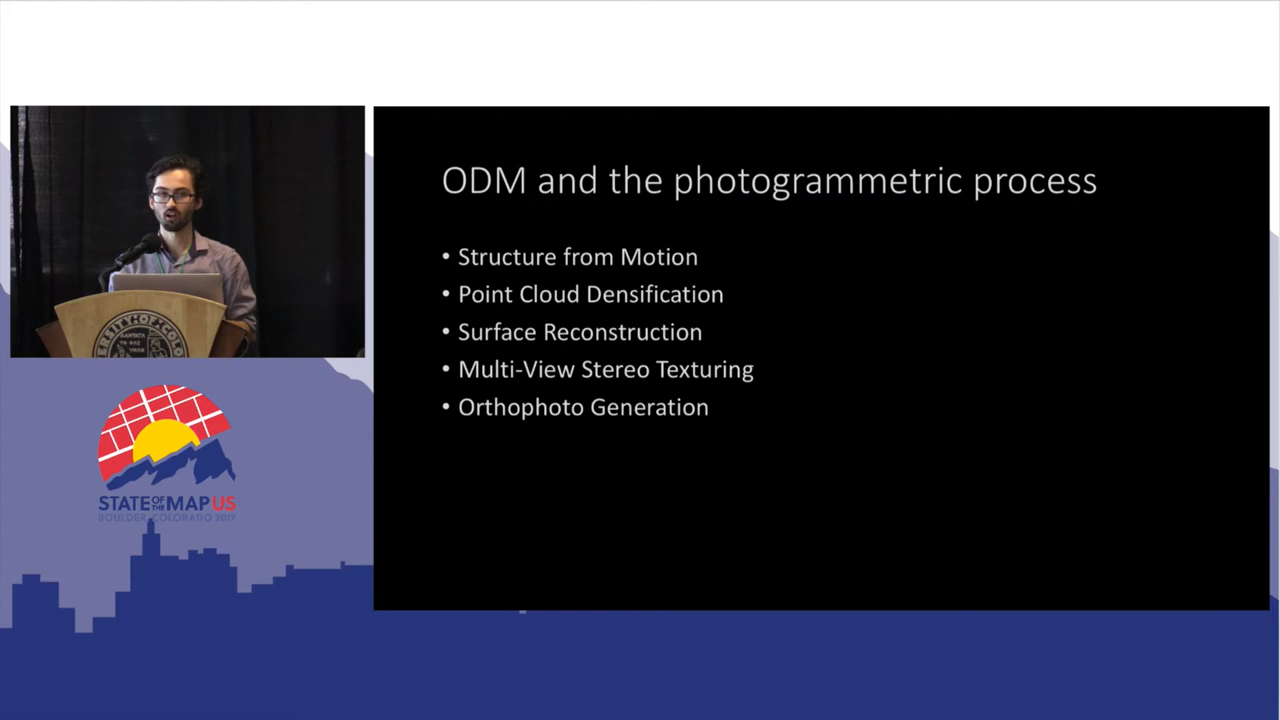 ODM and the photogrammetric process
• Structure from Motion
• Point Cloud Densification
• Surface Reconstruction
• Multi-View Stereo Texturing
• Orthophoto Generation
STATE OF THE MAP US
BOULDER, COLORADO 2017